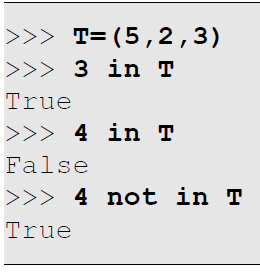 >>> T=(5,2,3)
>>> 3 in T
True
>>> 4 in T
False
>>> 4 not in T
True